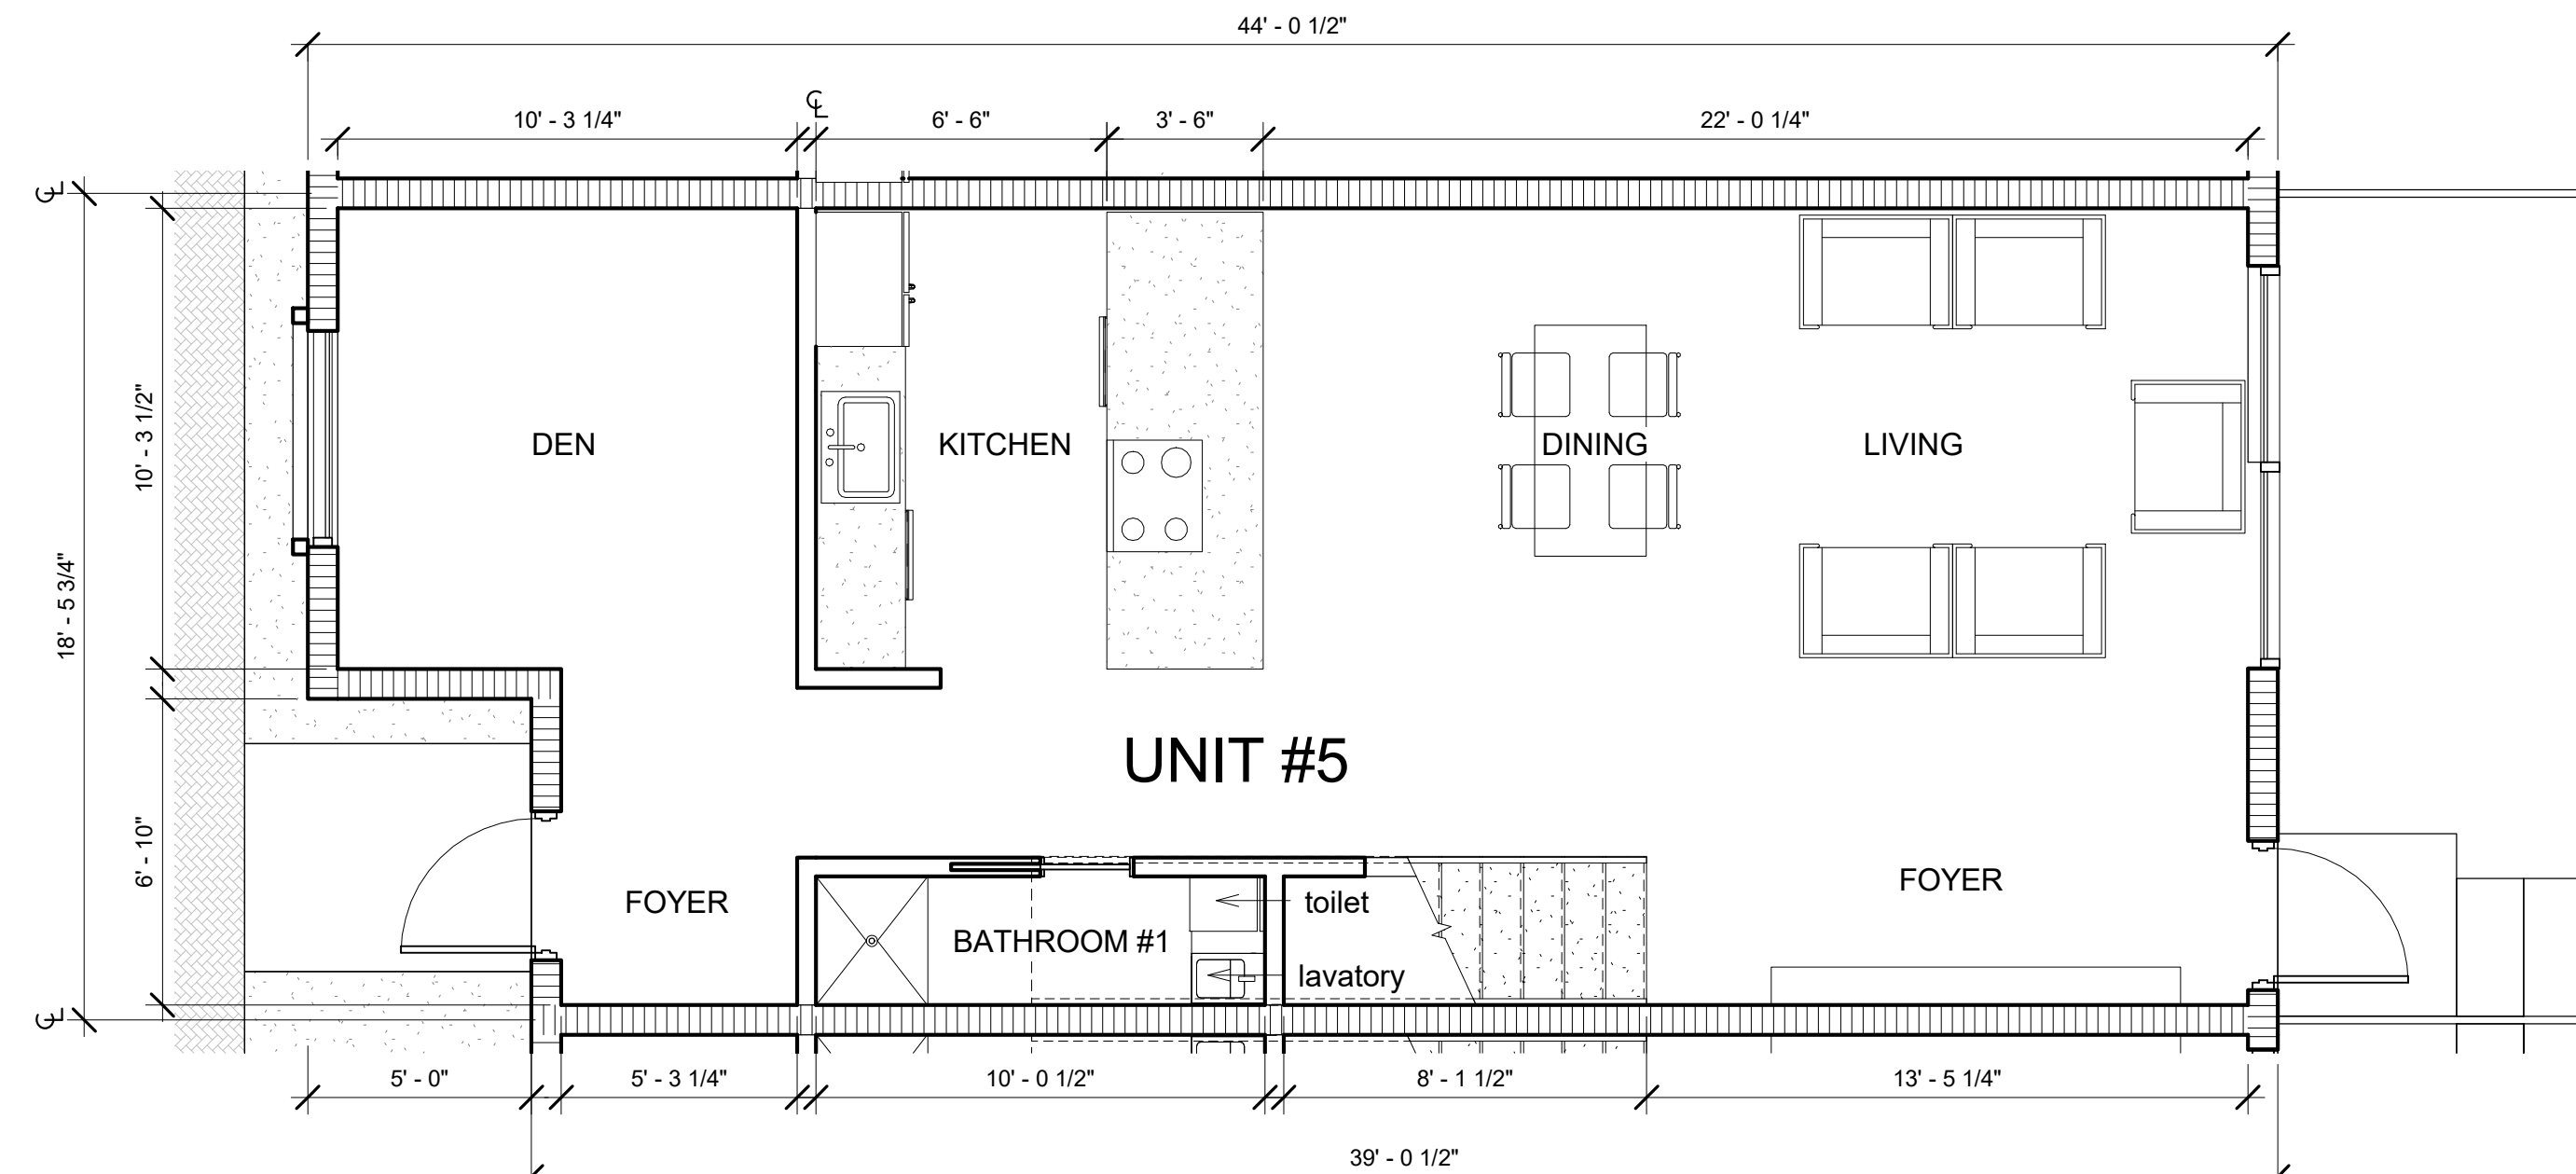 44' - 0 1/2"
10' - 3 1/4"
℄
6' - 6"
3' - 6"
22' - 0 1/4"
℄
10' - 3 1/2"
18' - 5 3/4"
6' - 10"
℄
DEN
KITCHEN
DINING
LIVING
UNIT #5
FOYER
BATHROOM #1
toilet
lavatory
FOYER
5' - 0"
5' - 3 1/4"
10' - 0 1/2"
8' - 1 1/2"
13' - 5 1/4"
39' - 0 1/2"